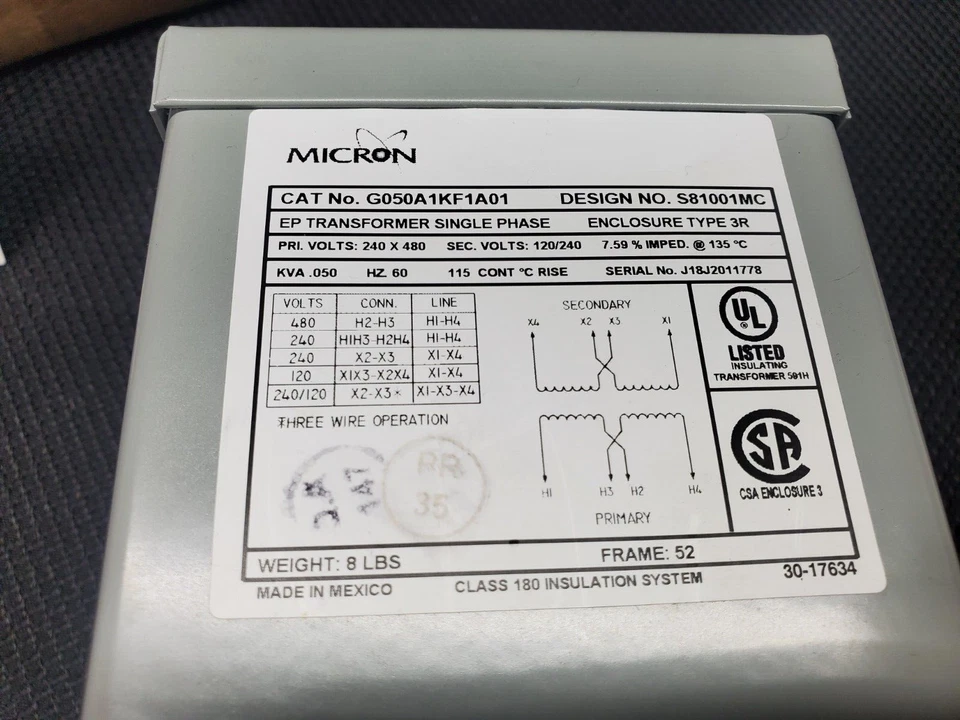 MICRON
CAT No. G050A1KF1A01 DESIGN NO. S81001MC
EP TRANSFORMER SINGLE PHASE ENCLOSURE TYPE 3R
PRI. VOLTS: 240 X 480 SEC. VOLTS: 120/240 7.59 % IMPED. @ 135 °C
KVA .050 HZ. 60 115 CONT °C RISE SERIAL No. J18J2011778
VOLTS CONN. LINE
480 H2-H3 H1-H4
240 H1H3-H2H4 H1-H4
240 X2-X3 X1-X4
120 X1X3-X2X4 X1-X4
240/120 X2-X3* X1-X3-X4
*THREE WIRE OPERATION
SECONDARY
X4 X2 X3 X1
H1 H3 H2 H4
PRIMARY
UL
LISTED
INSULATING
TRANSFORMER 591H
SA
CSA ENCLOSURE 3
RR
35
WEIGHT: 8 LBS FRAME: 52
MADE IN MEXICO CLASS 180 INSULATION SYSTEM 30-17634